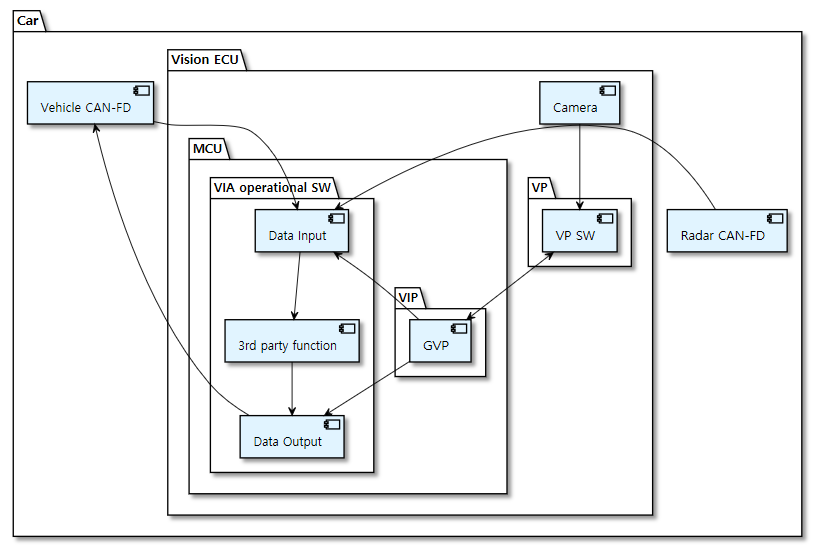 Car
Vision ECU
Vehicle CAN-FD
Camera
MCU
VIA operational SW
VP
Data Input
VP SW
Radar CAN-FD
VIP
3rd party function
GVP
Data Output